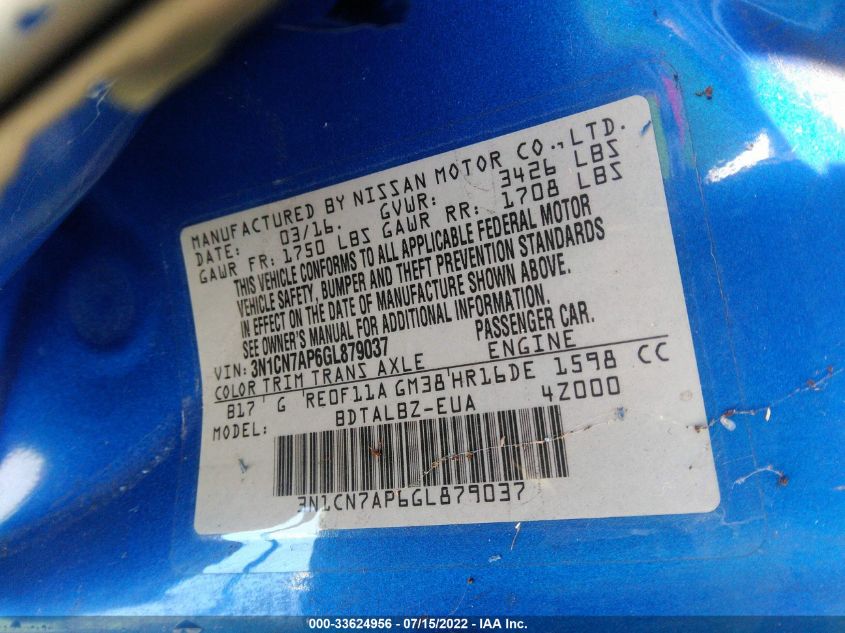 MANUFACTURED BY NISSAN MOTOR CO., LTD.
DATE: 03/16. GVWR: 3426 LBS
GAWR FR: 1750 LBS GAWR RR: 1708 LBS
THIS VEHICLE CONFORMS TO ALL APPLICABLE FEDERAL MOTOR
VEHICLE SAFETY, BUMPER AND THEFT PREVENTION STANDARDS
IN EFFECT ON THE DATE OF MANUFACTURE SHOWN ABOVE.
SEE OWNER'S MANUAL FOR ADDITIONAL INFORMATION.
VIN: 3N1CN7AP6GL879037 PASSENGER CAR.
COLOR TRIM TRANS AXLE ENGINE
B17 ' G 'RE0F11A GM38'HR16DE 1598 CC
MODEL: BDTALBZ-EUA 4Z000
3N1CN7AP6GL879037
000-33624956 - 07/15/2022 - IAA Inc.